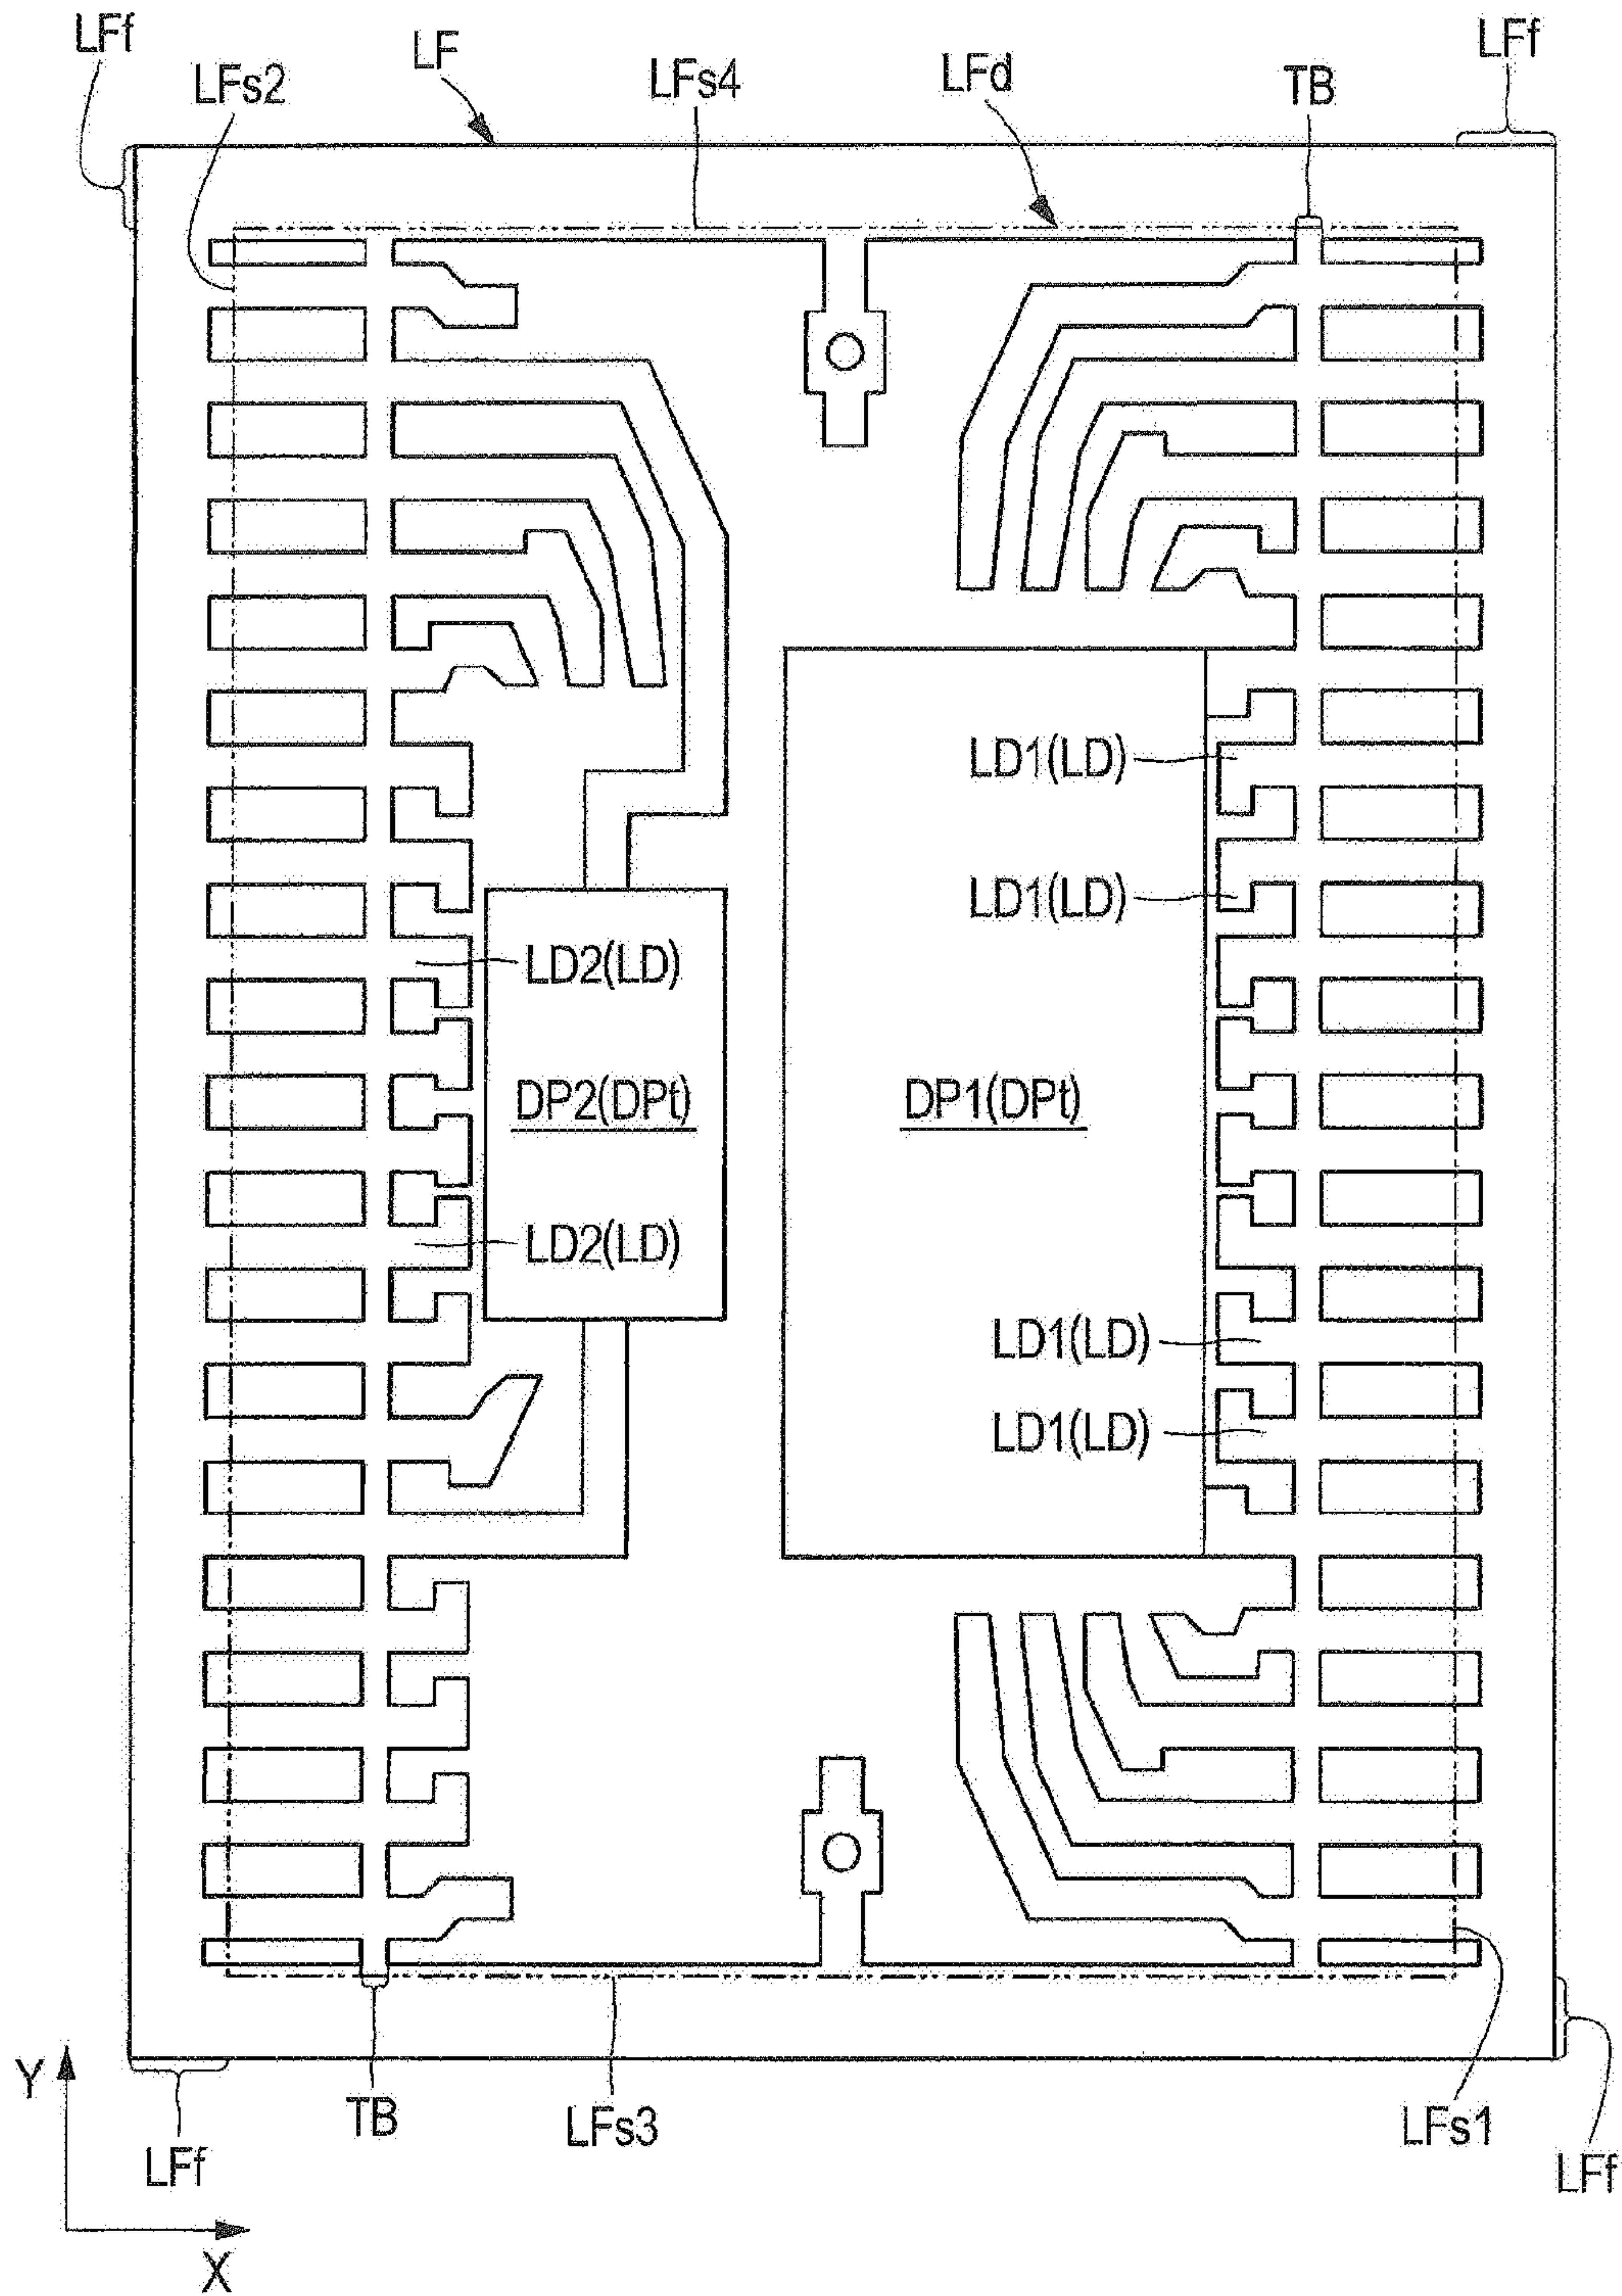 LFf
LF
LFf
LFs2
LFs4
LFd
TB
LD1(LD)
LD1(LD)
LD2(LD)
DP2(DPt)
DP1(DPt)
LD2(LD)
LD1(LD)
LD1(LD)
Y
TB
LFs3
LFs1
LFf
LFf
X